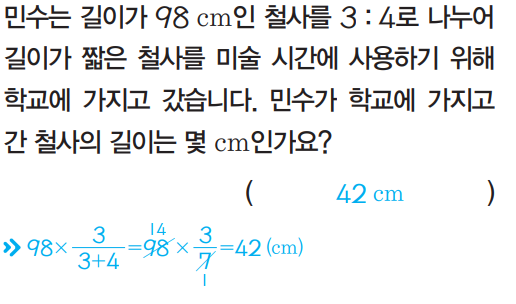 민수는 길이가 98 cm인 철사를 3 : 4로 나누어
길이가 짧은 철사를 미술 시간에 사용하기 위해
학교에 가지고 갔습니다. 민수가 학교에 가지고
간 철사의 길이는 몇 cm인가요?
( 42 cm )
≫ 98×3/(3+4)=98×3/7=42 (cm)
14
1